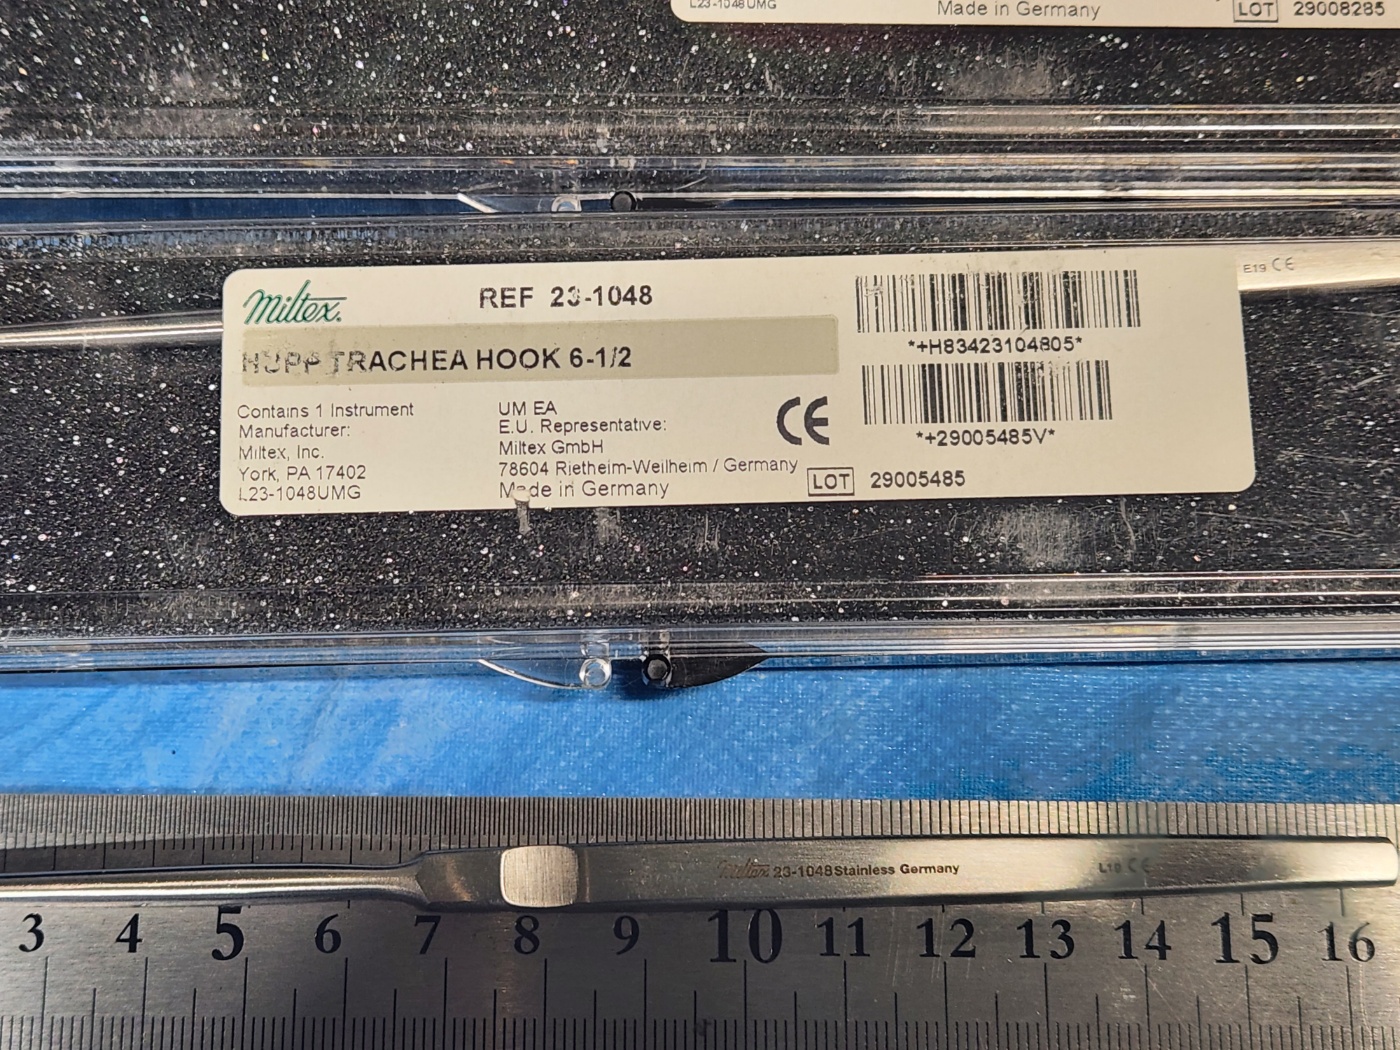 L23-1048UMG
Made in Germany
LOT 29008285
Miltex.
REF 23-1048
HUPP TRACHEA HOOK 6-1/2
Contains 1 Instrument
Manufacturer:
Miltex, Inc.
York, PA 17402
L23-1048UMG
UM EA
E.U. Representative:
Miltex GmbH
78604 Rietheim-Weilheim / Germany
Made in Germany
CE
*+H83423104805*
*+29005485V*
LOT 29005485
E19 CE
Miltex 23-1048 Stainless Germany
L18 CE
3 4 5 6 7 8 9 10 11 12 13 14 15 16